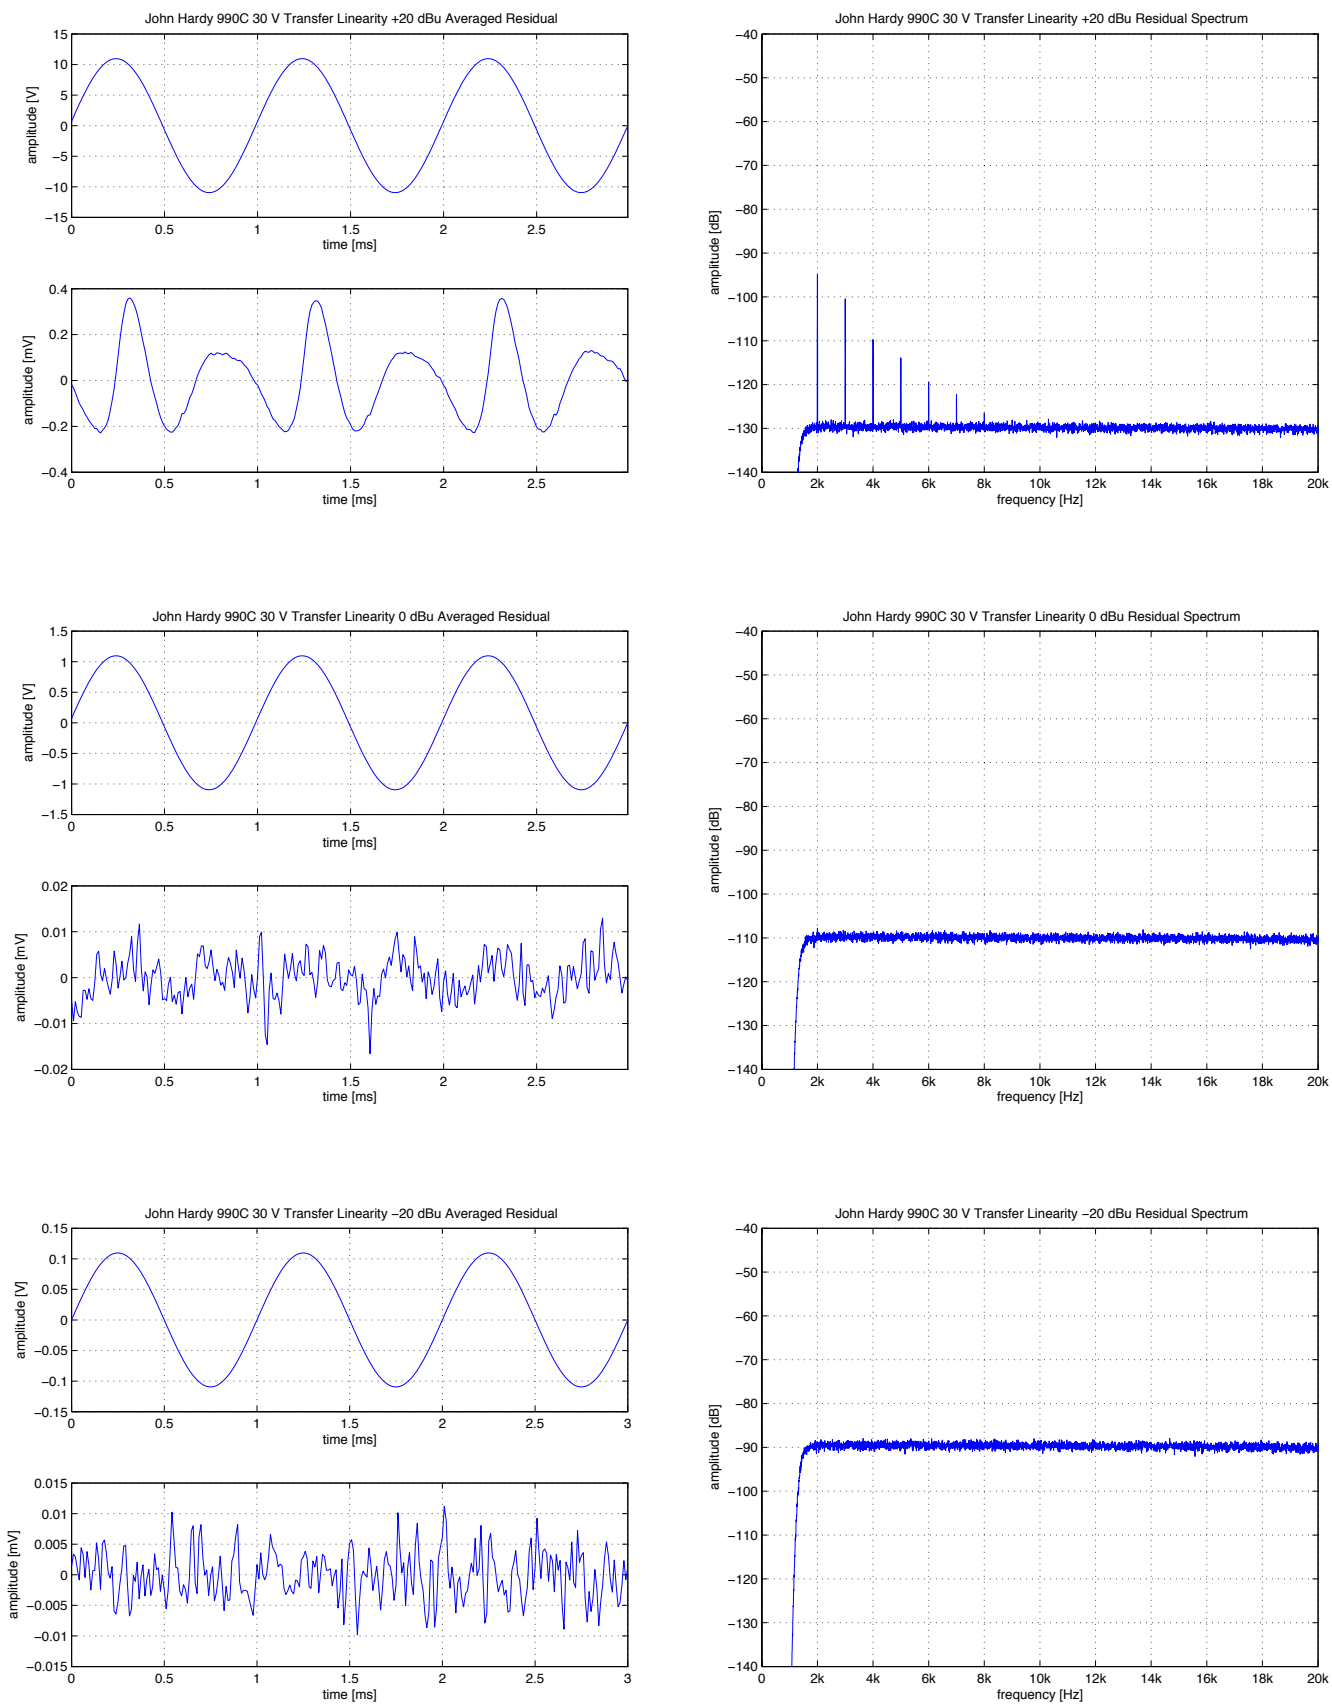 John Hardy 990C 30 V Transfer Linearity +20 dBu Averaged Residual
15
10
5
0
−5
−10
−15
amplitude [V]
0 0.5 1 1.5 2 2.5
time [ms]
0.4
0.2
0
−0.2
−0.4
amplitude [mV]
0 0.5 1 1.5 2 2.5
time [ms]
John Hardy 990C 30 V Transfer Linearity +20 dBu Residual Spectrum
−40
−50
−60
−70
−80
−90
−100
−110
−120
−130
−140
amplitude [dB]
0 2k 4k 6k 8k 10k 12k 14k 16k 18k 20k
frequency [Hz]
John Hardy 990C 30 V Transfer Linearity 0 dBu Averaged Residual
1.5
1
0.5
0
−0.5
−1
−1.5
amplitude [V]
0 0.5 1 1.5 2 2.5
time [ms]
0.02
0.01
0
−0.01
−0.02
amplitude [mV]
0 0.5 1 1.5 2 2.5
time [ms]
John Hardy 990C 30 V Transfer Linearity 0 dBu Residual Spectrum
−40
−50
−60
−70
−80
−90
−100
−110
−120
−130
−140
amplitude [dB]
0 2k 4k 6k 8k 10k 12k 14k 16k 18k 20k
frequency [Hz]
John Hardy 990C 30 V Transfer Linearity −20 dBu Averaged Residual
0.15
0.1
0.05
0
−0.05
−0.1
−0.15
amplitude [V]
0 0.5 1 1.5 2 2.5 3
time [ms]
0.015
0.01
0.005
0
−0.005
−0.01
−0.015
amplitude [mV]
0 0.5 1 1.5 2 2.5 3
time [ms]
John Hardy 990C 30 V Transfer Linearity −20 dBu Residual Spectrum
−40
−50
−60
−70
−80
−90
−100
−110
−120
−130
−140
amplitude [dB]
0 2k 4k 6k 8k 10k 12k 14k 16k 18k 20k
frequency [Hz]